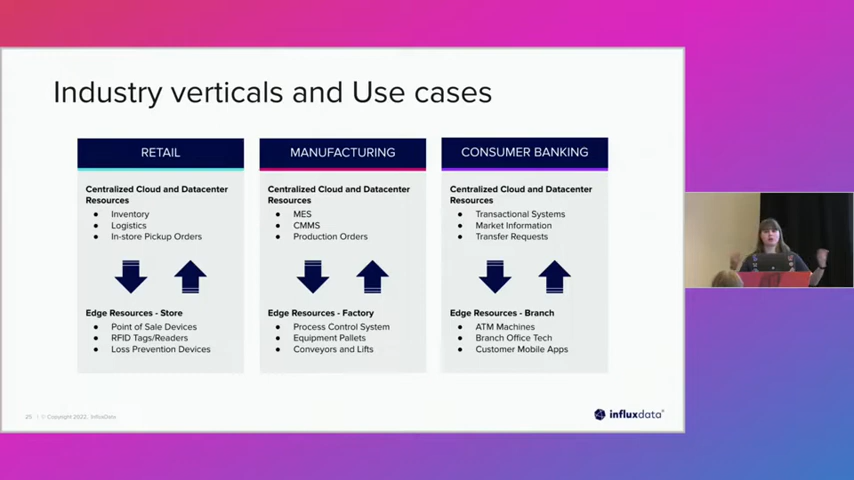 Industry verticals and Use cases
RETAIL
Centralized Cloud and Datacenter
Resources
● Inventory
● Logistics
● In-store Pickup Orders
Edge Resources - Store
● Point of Sale Devices
● RFID Tags/Readers
● Loss Prevention Devices
MANUFACTURING
Centralized Cloud and Datacenter
Resources
● MES
● CMMS
● Production Orders
Edge Resources - Factory
● Process Control System
● Equipment Pallets
● Conveyors and Lifts
CONSUMER BANKING
Centralized Cloud and Datacenter
Resources
● Transactional Systems
● Market Information
● Transfer Requests
Edge Resources - Branch
● ATM Machines
● Branch Office Tech
● Customer Mobile Apps
25 | © Copyright 2022, InfluxData
influxdata®